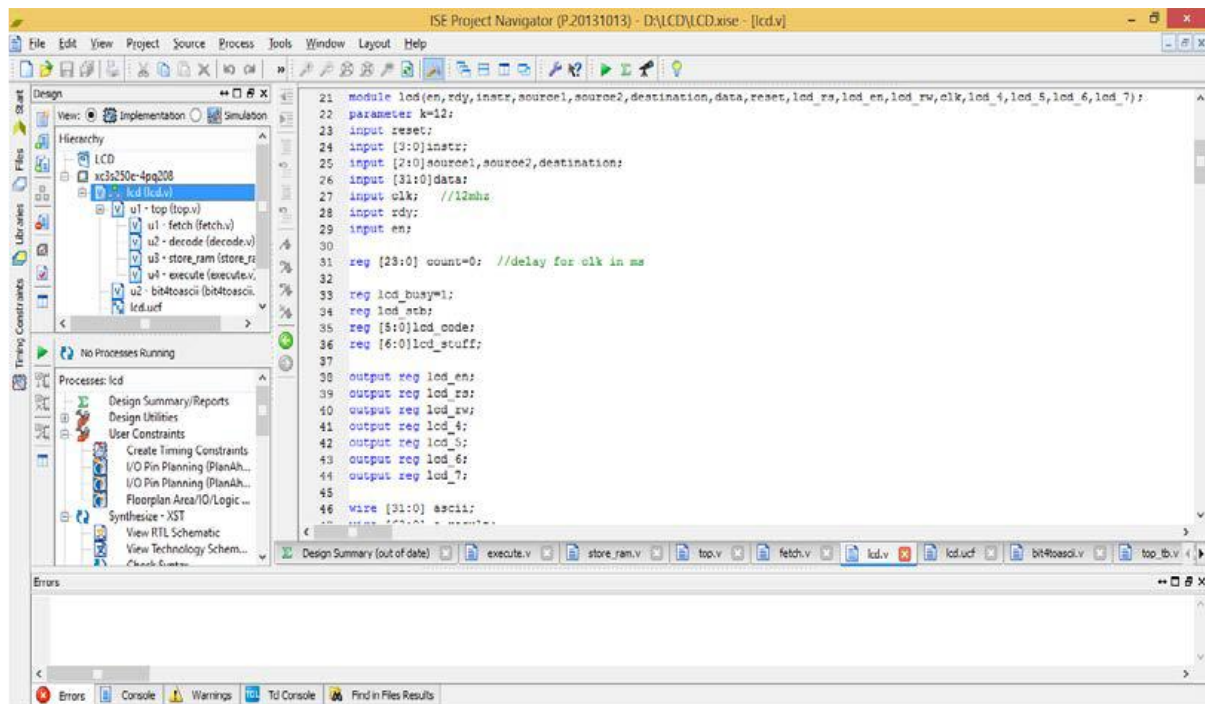 ISE Project Navigator (P.20131013) - D:\LCD\LCD.xise - [lcd.v]
File Edit View Project Source Process Tools Window Layout Help
Start
Files
Libraries
Timing Constraints
Design
View: Implementation Simulation
Hierarchy
LCD
xc3s250e-4pq208
lcd (lcd.v)
u1 - top (top.v)
u1 - fetch (fetch.v)
u2 - decode (decode.v)
u3 - store_ram (store_ra
u4 - execute (execute.v
u2 - bit4toascii (bit4toascii.
lcd.ucf
No Processes Running
Processes: lcd
Design Summary/Reports
Design Utilities
User Constraints
Create Timing Constraints
I/O Pin Planning (PlanAh...
I/O Pin Planning (PlanAh...
Floorplan Area/IO/Logic ...
Synthesize - XST
View RTL Schematic
View Technology Schem...
Check Syntax
21 module lcd(en,rdy,instr,source1,source2,destination,data,reset,lcd_rs,lcd_en,lcd_rw,clk,lcd_4,lcd_5,lcd_6,lcd_7);
22 parameter k=12;
23 input reset;
24 input [3:0]instr;
25 input [2:0]source1,source2,destination;
26 input [31:0]data;
27 input clk; //12mhz
28 input rdy;
29 input en;
30
31 reg [23:0] count=0; //delay for clk in ms
32
33 reg lcd_busy=1;
34 reg lcd_stb;
35 reg [5:0]lcd_code;
36 reg [6:0]lcd_stuff;
37
38 output reg lcd_en;
39 output reg lcd_rs;
40 output reg lcd_rw;
41 output reg lcd_4;
42 output reg lcd_5;
43 output reg lcd_6;
44 output reg lcd_7;
45
46 wire [31:0] ascii;
Design Summary (out of date) execute.v store_ram.v top.v fetch.v lcd.v lcd.ucf bit4toascii.v top_tb.v
Errors
Errors Console Warnings Tcl Console Find in Files Results